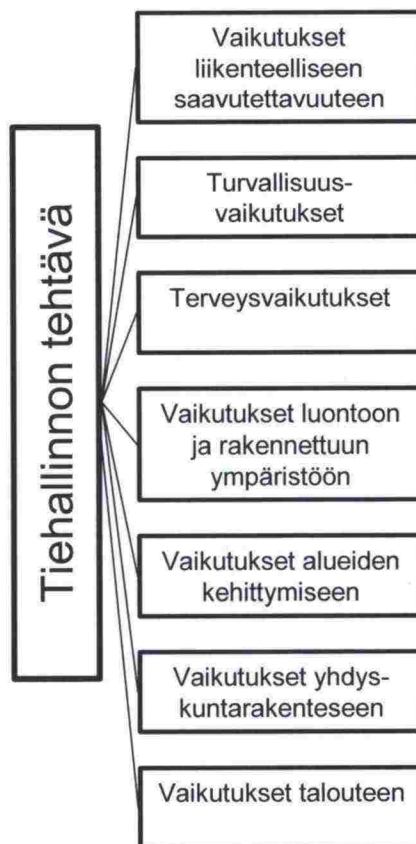 Tiehallinnon tehtävä
Vaikutukset
liikenteelliseen
saavutettavuuteen
Turvallisuus-
vaikutukset
Terveysvaikutukset
Vaikutukset luontoon
ja rakennettuun
ympäristöön
Vaikutukset alueiden
kehittymiseen
Vaikutukset yhdys-
kuntarakenteseen
Vaikutukset talouteen